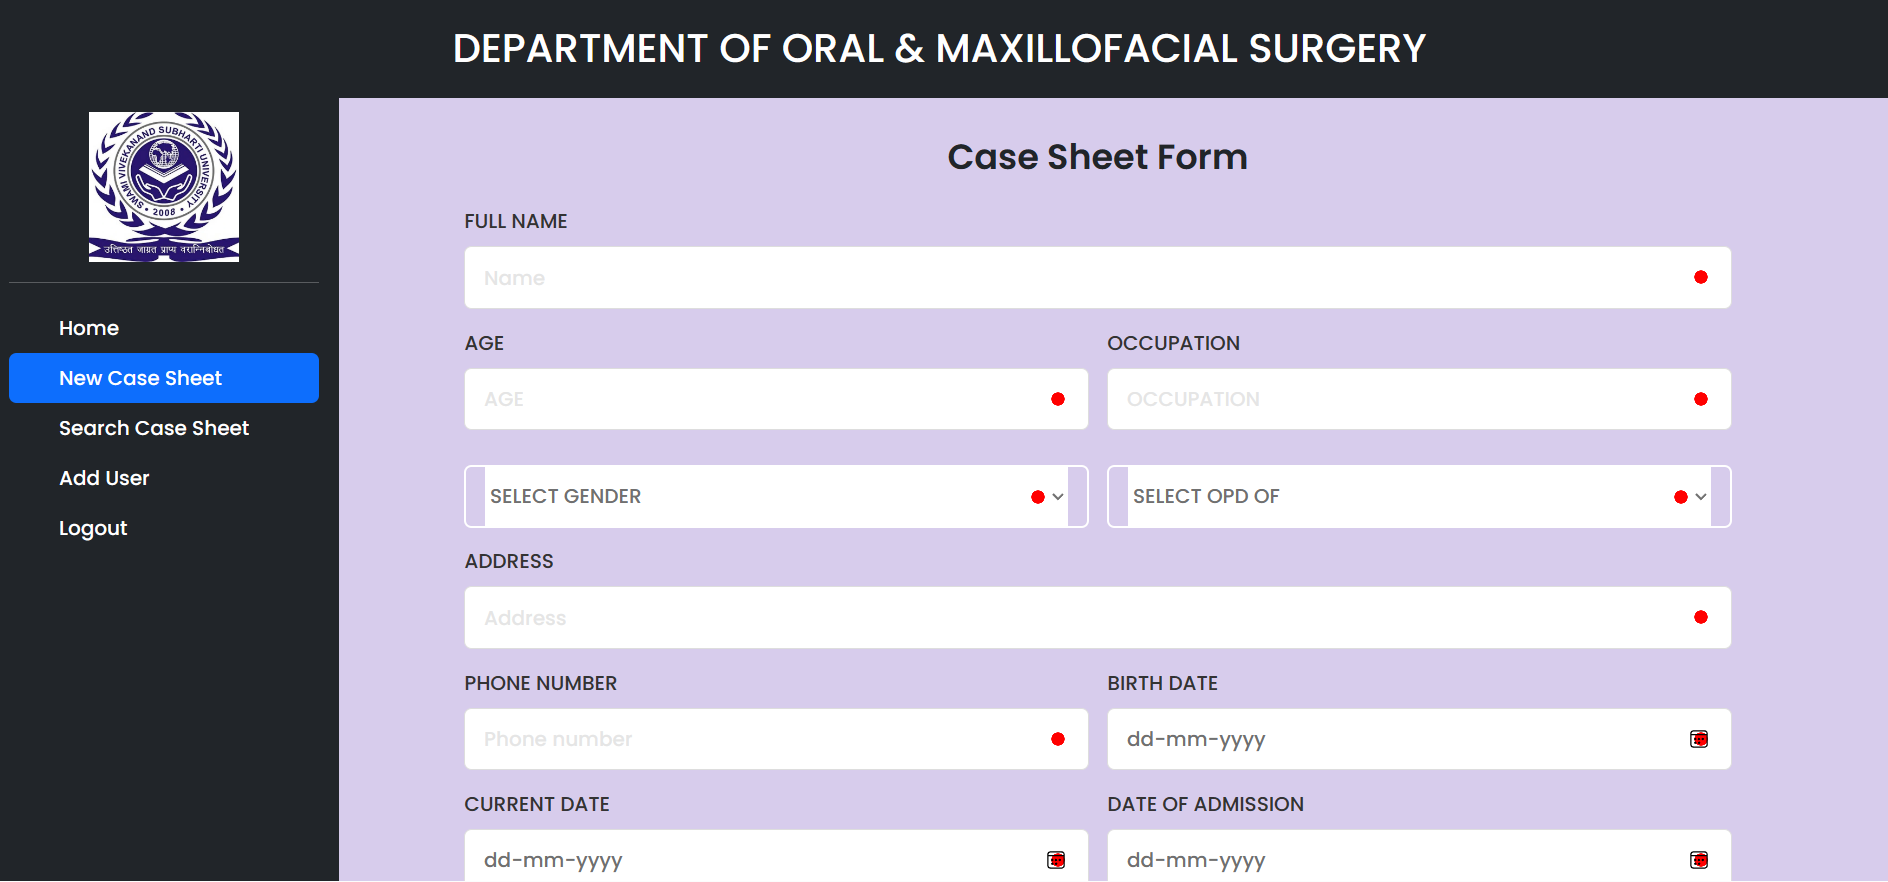 DEPARTMENT OF ORAL & MAXILLOFACIAL SURGERY
SWAMI VIVEKANAND SUBHARTI UNIVERSITY
• 2008 •
उत्तिष्ठत जाग्रत प्राप्य वरान्निबोधत
Home
New Case Sheet
Search Case Sheet
Add User
Logout
Case Sheet Form
FULL NAME
Name
AGE
OCCUPATION
AGE
OCCUPATION
SELECT GENDER
SELECT OPD OF
ADDRESS
Address
PHONE NUMBER
BIRTH DATE
Phone number
dd-mm-yyyy
CURRENT DATE
DATE OF ADMISSION
dd-mm-yyyy
dd-mm-yyyy